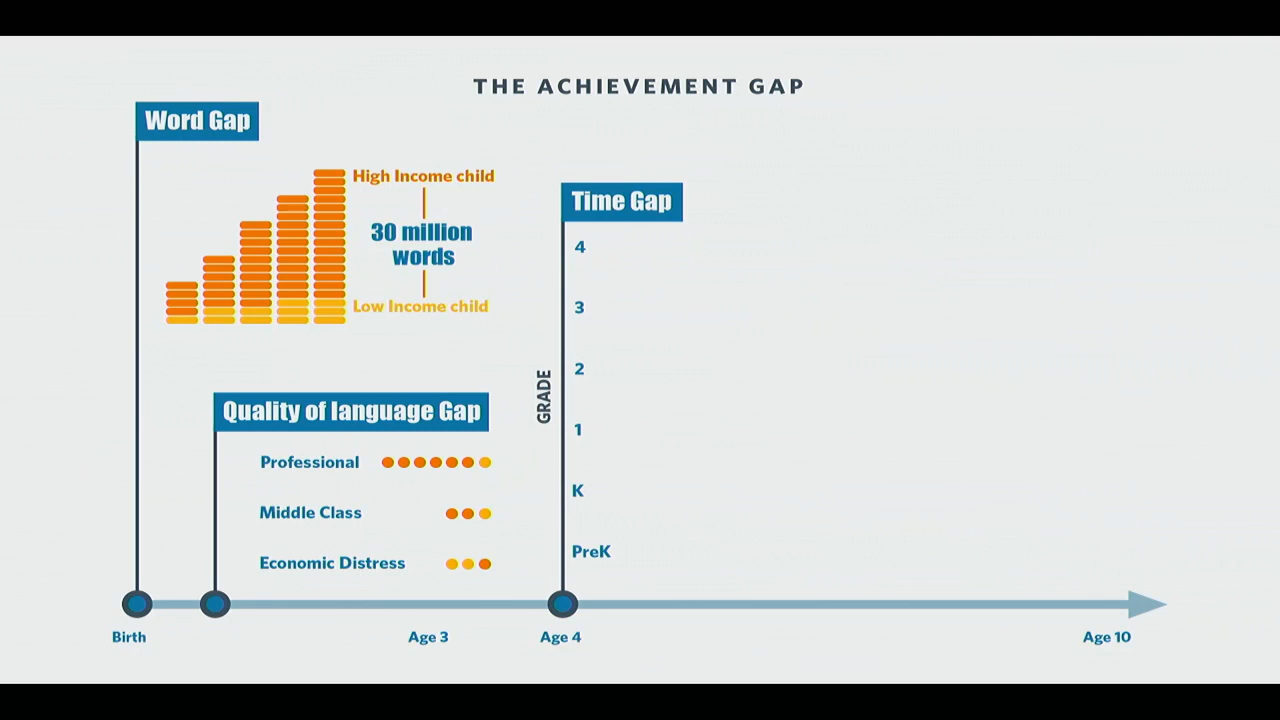 THE ACHIEVEMENT GAP
Word Gap
High Income child
30 million
words
Low Income child
Quality of language Gap
Professional
Middle Class
Economic Distress
Time Gap
4
3
2
1
K
PreK
GRADE
Birth
Age 3
Age 4
Age 10